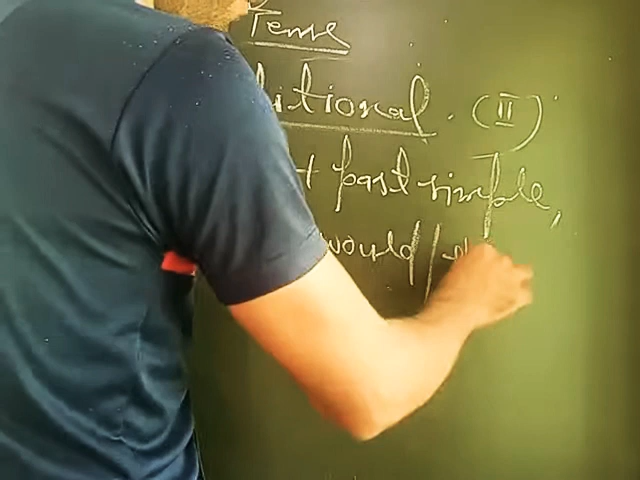 Tense
ditional. (II)
+ past simple,
would/